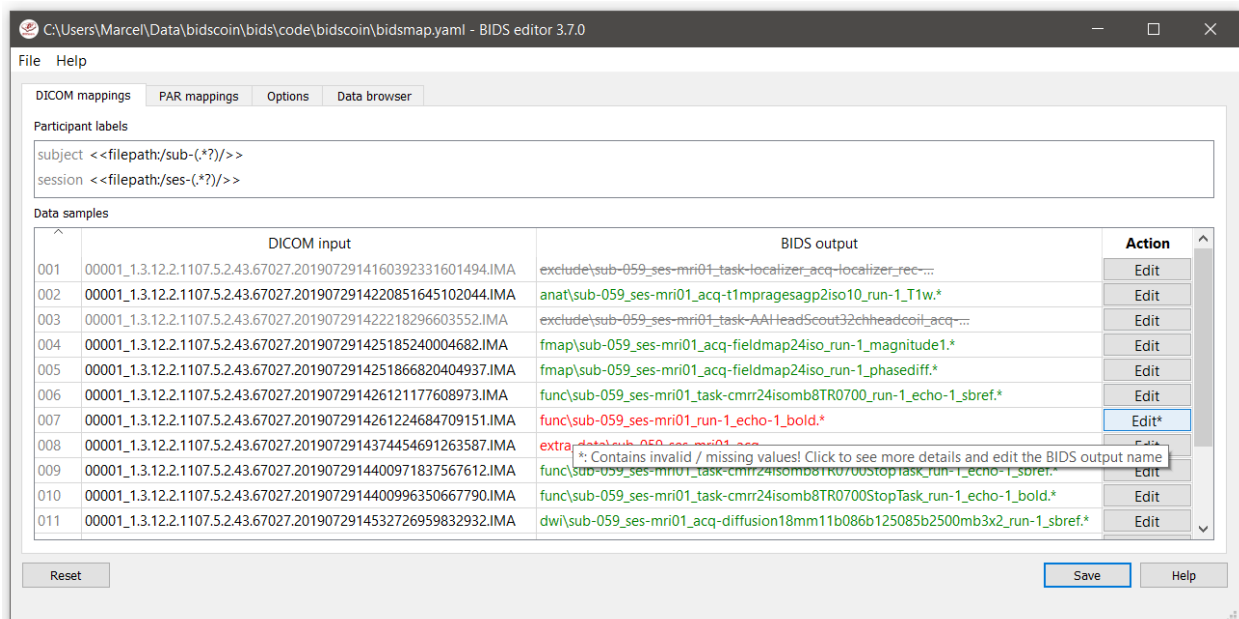 C:\Users\Marcel\Data\bidscoin\bids\code\bidscoin\bidsmap.yaml - BIDS editor 3.7.0
File Help
DICOM mappings PAR mappings Options Data browser
Participant labels
subject <<filepath:/sub-(.*?)/>>
session <<filepath:/ses-(.*?)/>>
Data samples
DICOM input BIDS output Action
001 00001_1.3.12.2.1107.5.2.43.67027.2019072914160392331601494.IMA exclude\sub-059_ses-mri01_task-localizer_acq-localizer_rec-... Edit
002 00001_1.3.12.2.1107.5.2.43.67027.2019072914220851645102044.IMA anat\sub-059_ses-mri01_acq-t1mpragesagp2iso10_run-1_T1w.* Edit
003 00001_1.3.12.2.1107.5.2.43.67027.201907291422218296603552.IMA exclude\sub-059_ses-mri01_task-AAHeadScout32chheadcoil_acq-... Edit
004 00001_1.3.12.2.1107.5.2.43.67027.201907291425185240004682.IMA fmap\sub-059_ses-mri01_acq-fieldmap24iso_run-1_magnitude1.* Edit
005 00001_1.3.12.2.1107.5.2.43.67027.2019072914251866820404937.IMA fmap\sub-059_ses-mri01_acq-fieldmap24iso_run-1_phasediff.* Edit
006 00001_1.3.12.2.1107.5.2.43.67027.2019072914261211776089​73.IMA func\sub-059_ses-mri01_task-cmrr24isomb8TR0700_run-1_echo-1_sbref.* Edit
007 00001_1.3.12.2.1107.5.2.43.67027.2019072914261224684709151.IMA func\sub-059_ses-mri01_run-1_echo-1_bold.* Edit*
008 00001_1.3.12.2.1107.5.2.43.67027.2019072914374454691263587.IMA extra_data\sub-059_ses-mri01_acq Edit
*: Contains invalid / missing values! Click to see more details and edit the BIDS output name
009 00001_1.3.12.2.1107.5.2.43.67027.2019072914400971837567612.IMA func\sub-059_ses-mri01_task-cmrr24isomb8TR0700StopTask_run-1_echo-1_sbref.* Edit
010 00001_1.3.12.2.1107.5.2.43.67027.2019072914400996350667790.IMA func\sub-059_ses-mri01_task-cmrr24isomb8TR0700StopTask_run-1_echo-1_bold.* Edit
011 00001_1.3.12.2.1107.5.2.43.67027.2019072914532726959832932.IMA dwi\sub-059_ses-mri01_acq-diffusion18mm11b086b125085b2500mb3x2_run-1_sbref.* Edit
Reset Save Help